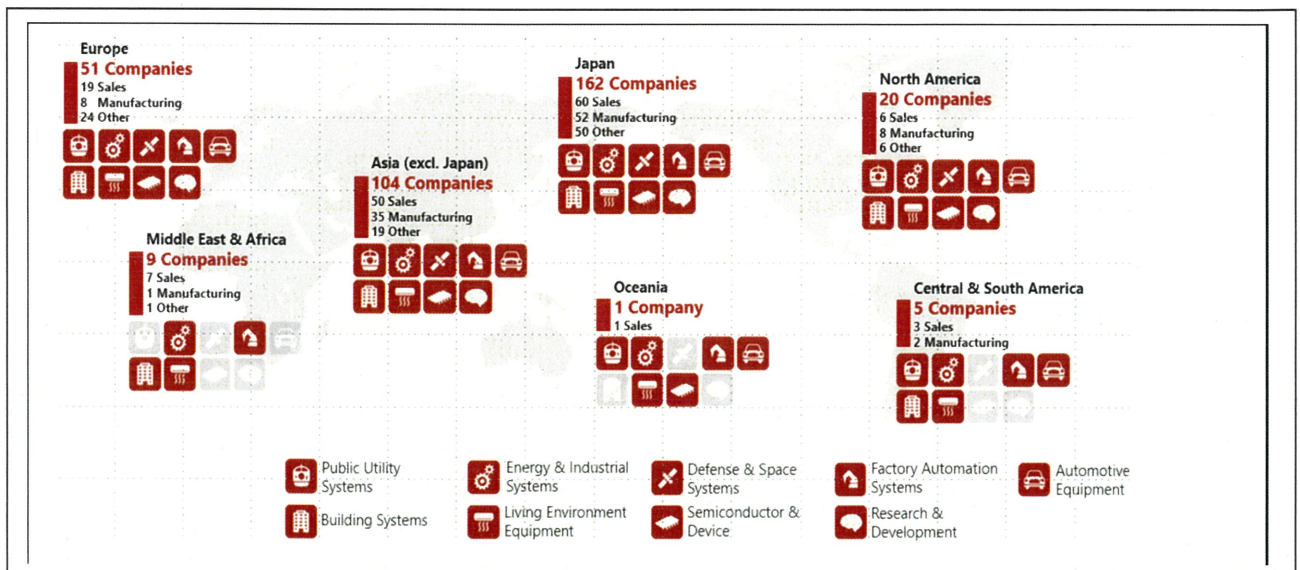 Europe
51 Companies
19 Sales
8 Manufacturing
24 Other
Japan
162 Companies
60 Sales
52 Manufacturing
50 Other
North America
20 Companies
6 Sales
8 Manufacturing
6 Other
Asia (excl. Japan)
104 Companies
50 Sales
35 Manufacturing
19 Other
Middle East & Africa
9 Companies
7 Sales
1 Manufacturing
1 Other
Oceania
1 Company
1 Sales
Central & South America
5 Companies
3 Sales
2 Manufacturing
Public Utility
Systems
Energy & Industrial
Systems
Defense & Space
Systems
Factory Automation
Systems
Automotive
Equipment
Building Systems
Living Environment
Equipment
Semiconductor &
Device
Research &
Development